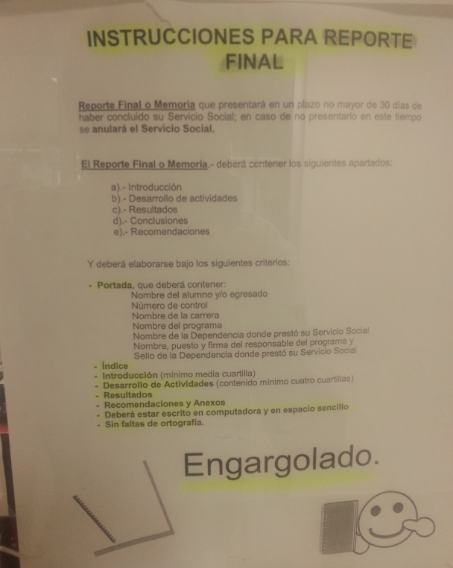 INSTRUCCIONES PARA REPORTE
FINAL
Reporte Final o Memoria que presentará en un plazo no mayor de 30 días de
haber concluido su Servicio Social; en caso de no presentarlo en este tiempo
se anulará el Servicio Social.
El Reporte Final o Memoria.- deberá contener los siguientes apartados:
a).- Introducción
b).- Desarrollo de actividades
c).- Resultados
d).- Conclusiones
e).- Recomendaciones
Y deberá elaborarse bajo los siguientes criterios:
- Portada, que deberá contener:
Nombre del alumno y/o egresado
Número de control
Nombre de la carrera
Nombre del programa
Nombre de la Dependencia donde prestó su Servicio Social
Nombre, puesto y firma del responsable del programa y
Sello de la Dependencia donde prestó su Servicio Social
- Índice
- Introducción (mínimo media cuartilla)
- Desarrollo de Actividades (contenido mínimo cuatro cuartillas)
- Resultados
- Recomendaciones y Anexos
- Deberá estar escrito en computadora y en espacio sencillo
- Sin faltas de ortografía.
Engargolado.